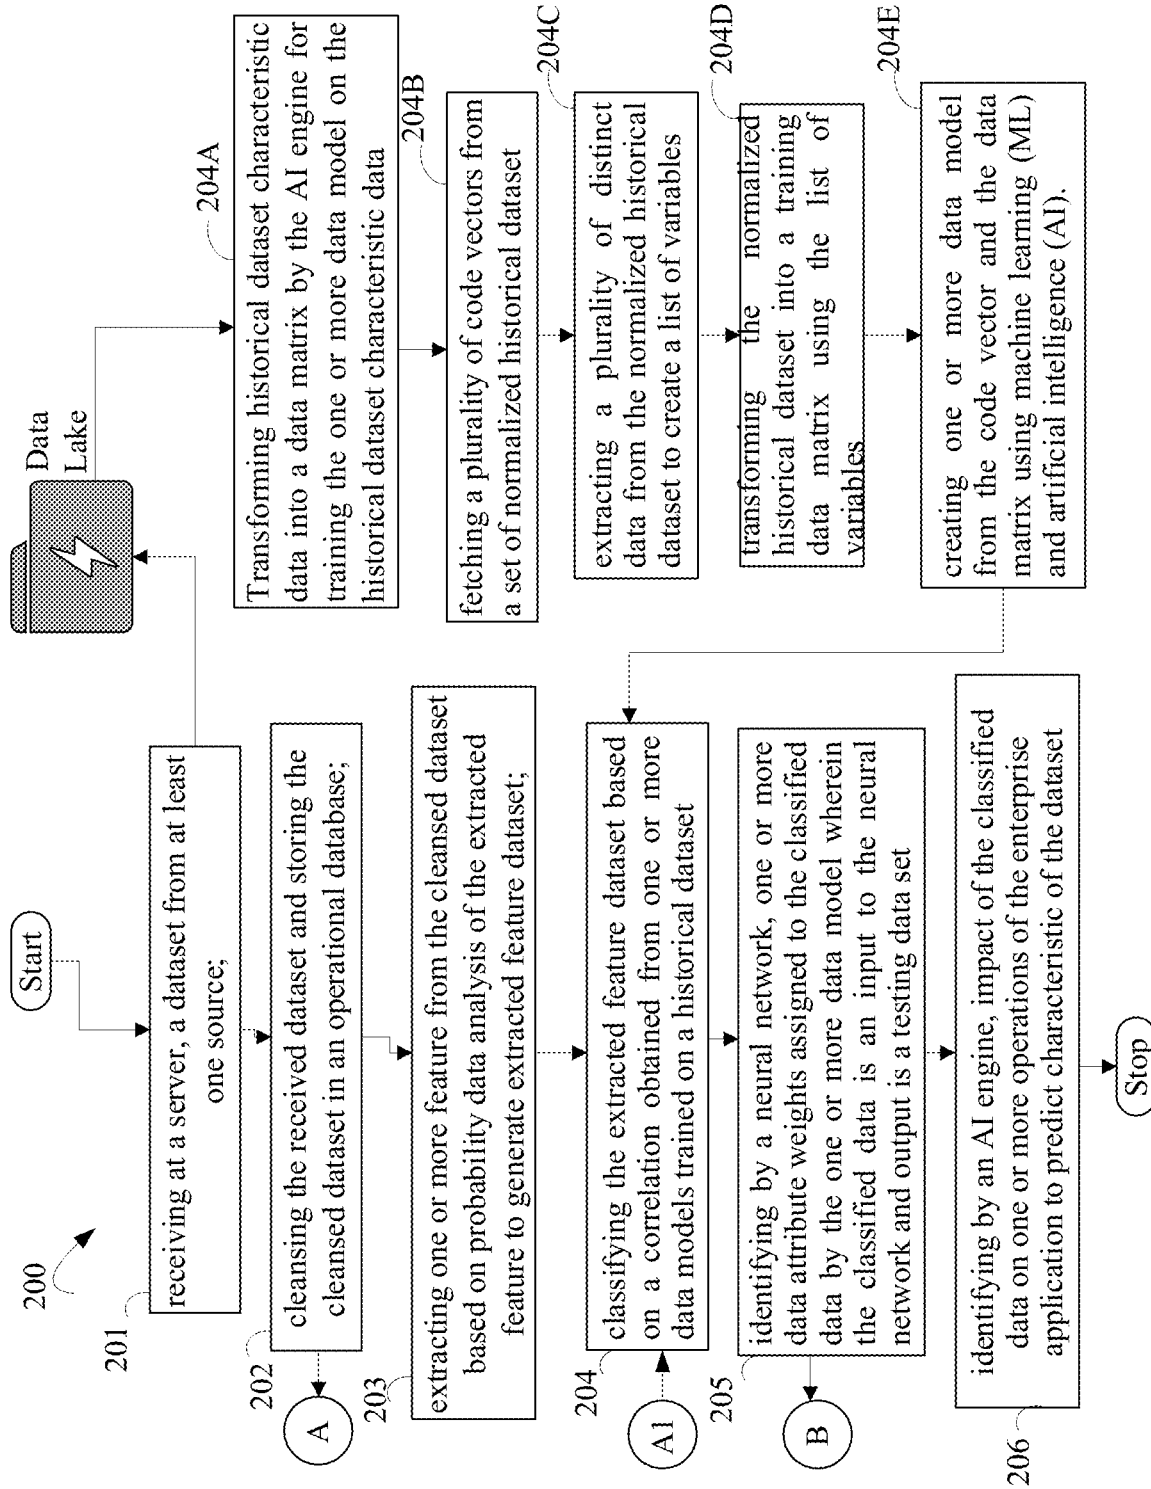 200
Start
201
receiving at a server, a dataset from at least
one source;
202
cleansing the received dataset and storing the
cleansed dataset in an operational database;
A
203
extracting one or more feature from the cleansed dataset
based on probability data analysis of the extracted
feature to generate extracted feature dataset;
204
classifying the extracted feature dataset based
on a correlation obtained from one or more
data models trained on a historical dataset
A1
205
identifying by a neural network, one or more
data attribute weights assigned to the classified
data by the one or more data model wherein
the classified data is an input to the neural
network and output is a testing data set
B
206
identifying by an AI engine, impact of the classified
data on one or more operations of the enterprise
application to predict characteristic of the dataset
Stop
Data
Lake
204A
Transforming historical dataset characteristic
data into a data matrix by the AI engine for
training the one or more data model on the
historical dataset characteristic data
204B
fetching a plurality of code vectors from
a set of normalized historical dataset
204C
extracting a plurality of distinct
data from the normalized historical
dataset to create a list of variables
204D
transforming the normalized
historical dataset into a training
data matrix using the list of
variables
204E
creating one or more data model
from the code vector and the data
matrix using machine learning (ML)
and artificial intelligence (AI).